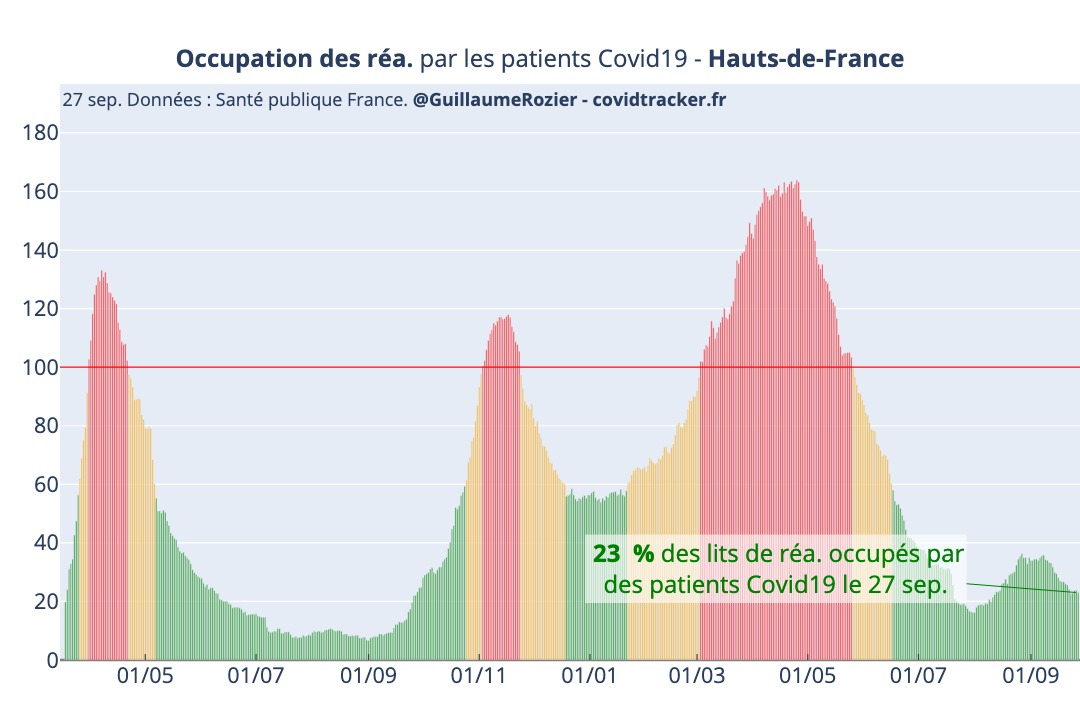 Occupation des réa. par les patients Covid19 - Hauts-de-France
27 sep. Données : Santé publique France. @GuillaumeRozier - covidtracker.fr
180
160
140
120
100
80
60
40
20
0
23 % des lits de réa. occupés par
des patients Covid19 le 27 sep.
01/05 01/07 01/09 01/11 01/01 01/03 01/05 01/07 01/09